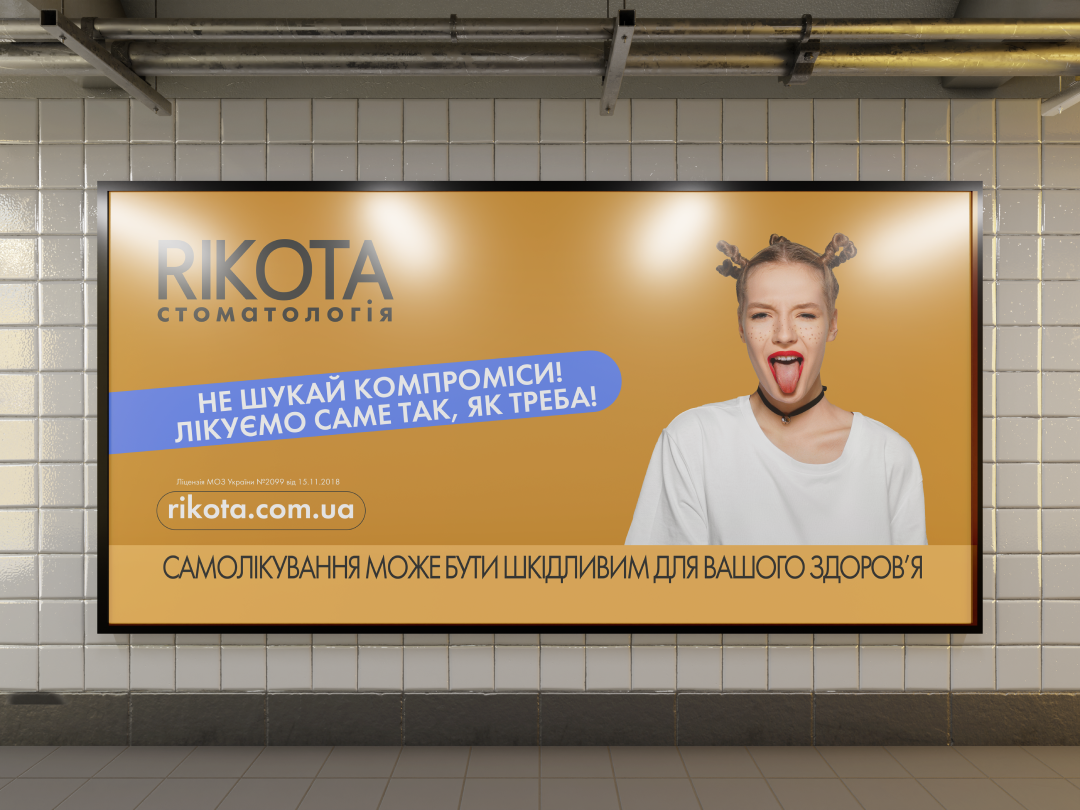 RIKOTA
стоматологія
НЕ ШУКАЙ КОМПРОМІСИ!
ЛІКУЄМО САМЕ ТАК, ЯК ТРЕБА!
Ліцензія МОЗ України №2099 від 15.11.2018
rikota.com.ua
САМОЛІКУВАННЯ МОЖЕ БУТИ ШКІДЛИВИМ ДЛЯ ВАШОГО ЗДОРОВ’Я